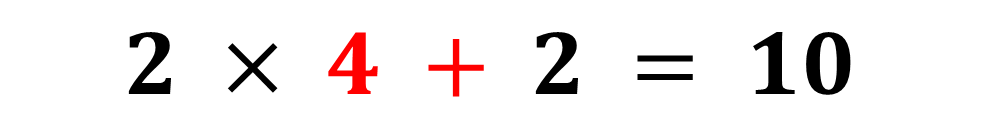 2 × 4 + 2 = 10